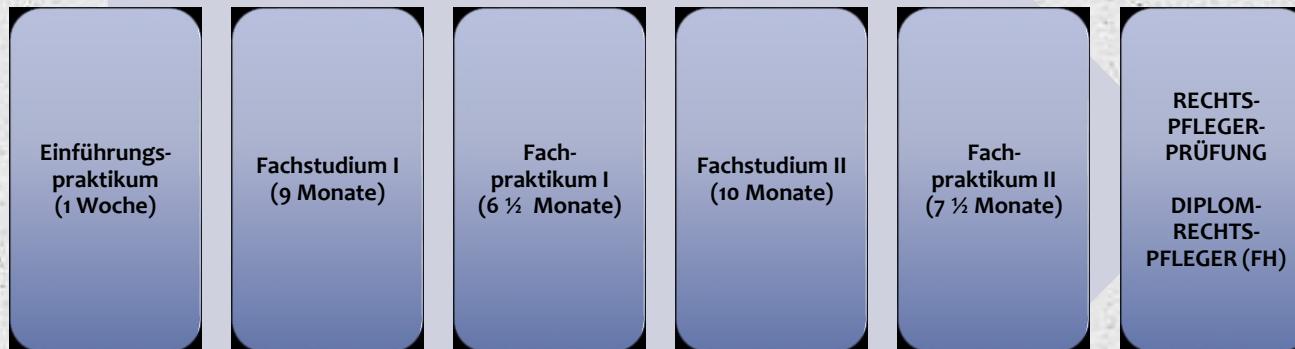 Einführungs-
praktikum
(1 Woche)
Fachstudium I
(9 Monate)
Fach-
praktikum I
(6 ½ Monate)
Fachstudium II
(10 Monate)
Fach-
praktikum II
(7 ½ Monate)
RECHTS-
PFLEGER-
PRÜFUNG
DIPLOM-
RECHTS-
PFLEGER (FH)